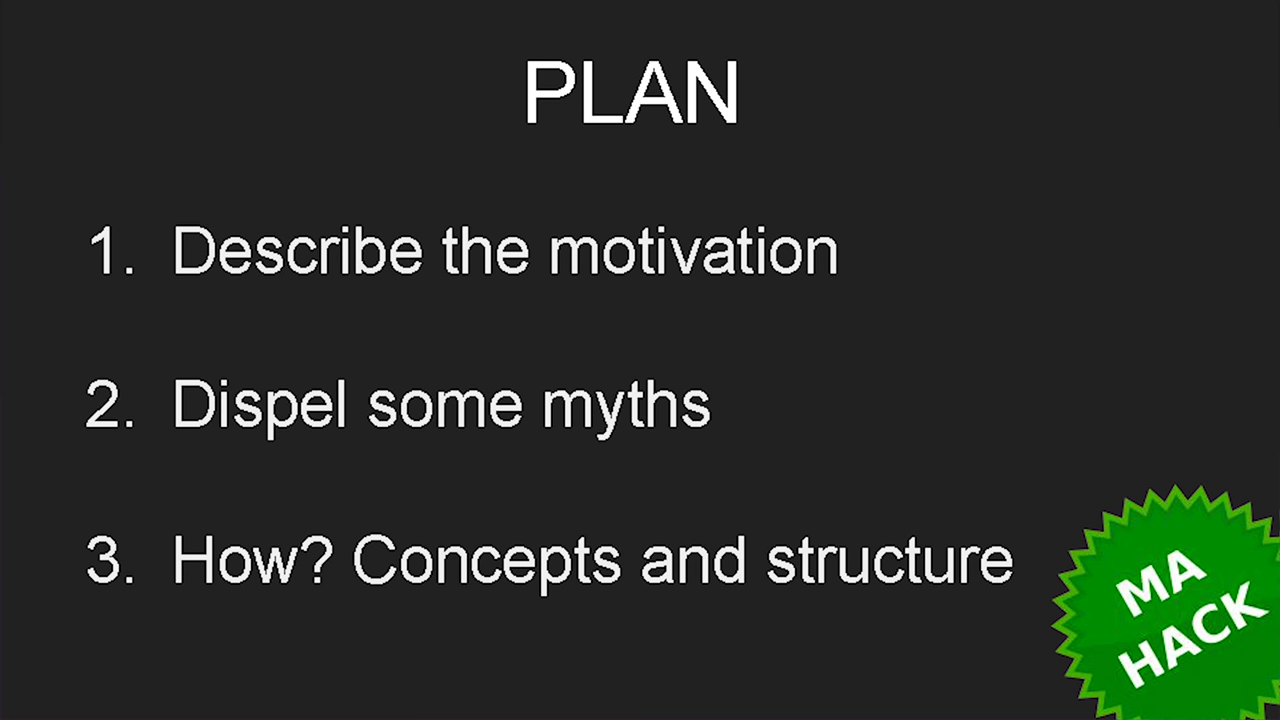 PLAN
1. Describe the motivation
2. Dispel some myths
3. How? Concepts and structure
MA
HACK